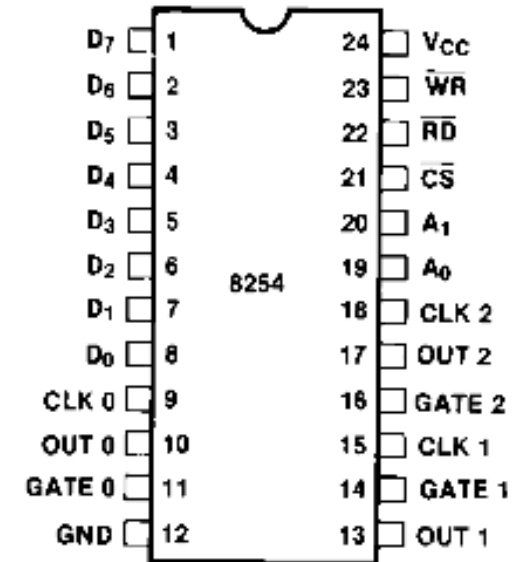 D7 1 24 VCC
D6 2 23 WR
D5 3 22 RD
D4 4 21 CS
D3 5 20 A1
D2 6 19 A0
8254
D1 7 18 CLK 2
D0 8 17 OUT 2
CLK 0 9 16 GATE 2
OUT 0 10 15 CLK 1
GATE 0 11 14 GATE 1
GND 12 13 OUT 1